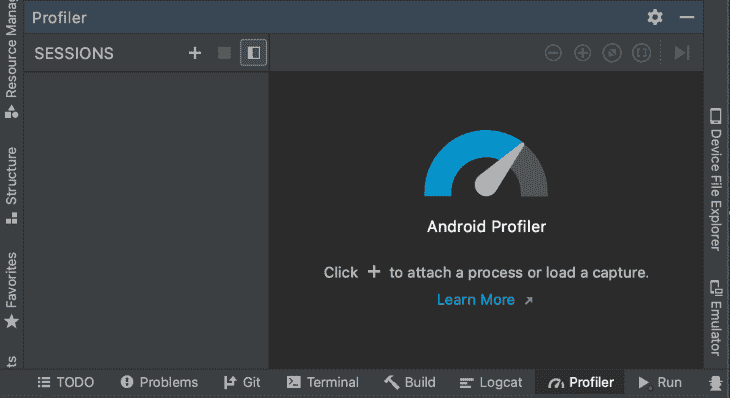 Profiler
SESSIONS
Android Profiler
Click + to attach a process or load a capture.
Learn More ↗
Resource Mana
Structure
Favorites
ts
Device File Explorer
Emulator
TODO
Problems
Git
Terminal
Build
Logcat
Profiler
Run